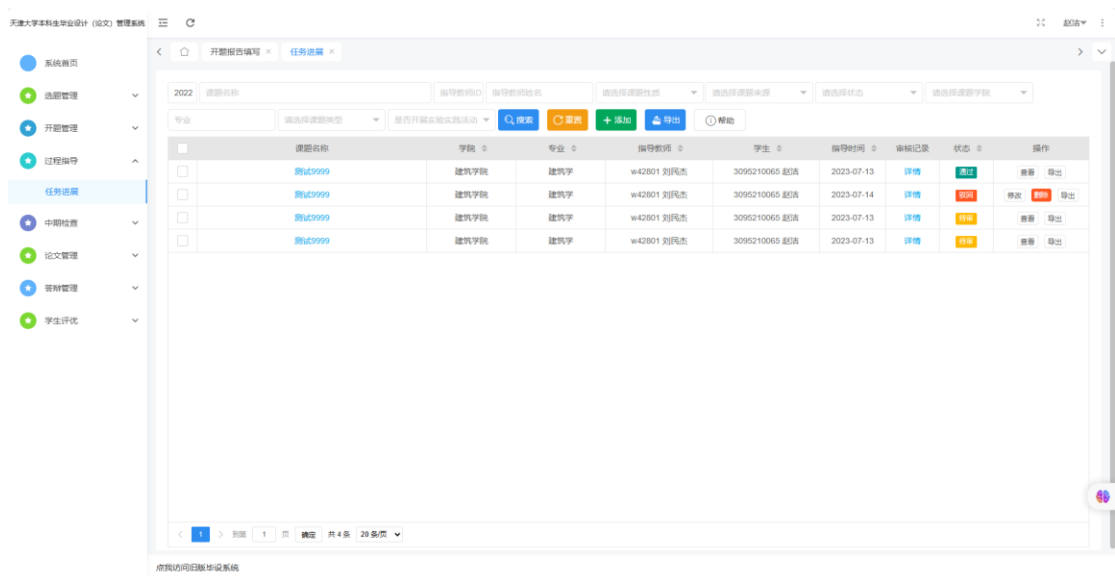 天津大学本科生毕业设计（论文）管理系统
赵洁
开题报告填写 × 任务进展 ×
系统首页
选题管理
开题管理
过程指导
任务进展
中期检查
论文管理
答辩管理
学生评优
2022 课题名称 指导教师ID 指导教师姓名 请选择课题性质 请选择课题来源 请选择状态 请选择课题学院
专业 请选择课题类型 是否开展实验实践活动 搜索 重置 + 添加 导出 帮助
课题名称 学院 专业 指导教师 学生 指导时间 审核记录 状态 操作
测试9999 建筑学院 建筑学 w42801 刘民杰 3095210065 赵洁 2023-07-13 详情 通过 查看 导出
测试9999 建筑学院 建筑学 w42801 刘民杰 3095210065 赵洁 2023-07-14 详情 驳回 修改 删除 导出
测试9999 建筑学院 建筑学 w42801 刘民杰 3095210065 赵洁 2023-07-13 详情 待审 查看 导出
测试9999 建筑学院 建筑学 w42801 刘民杰 3095210065 赵洁 2023-07-13 详情 待审 查看 导出
1 到第 1 页 确定 共 4 条 20 条/页
点我访问旧版毕设系统